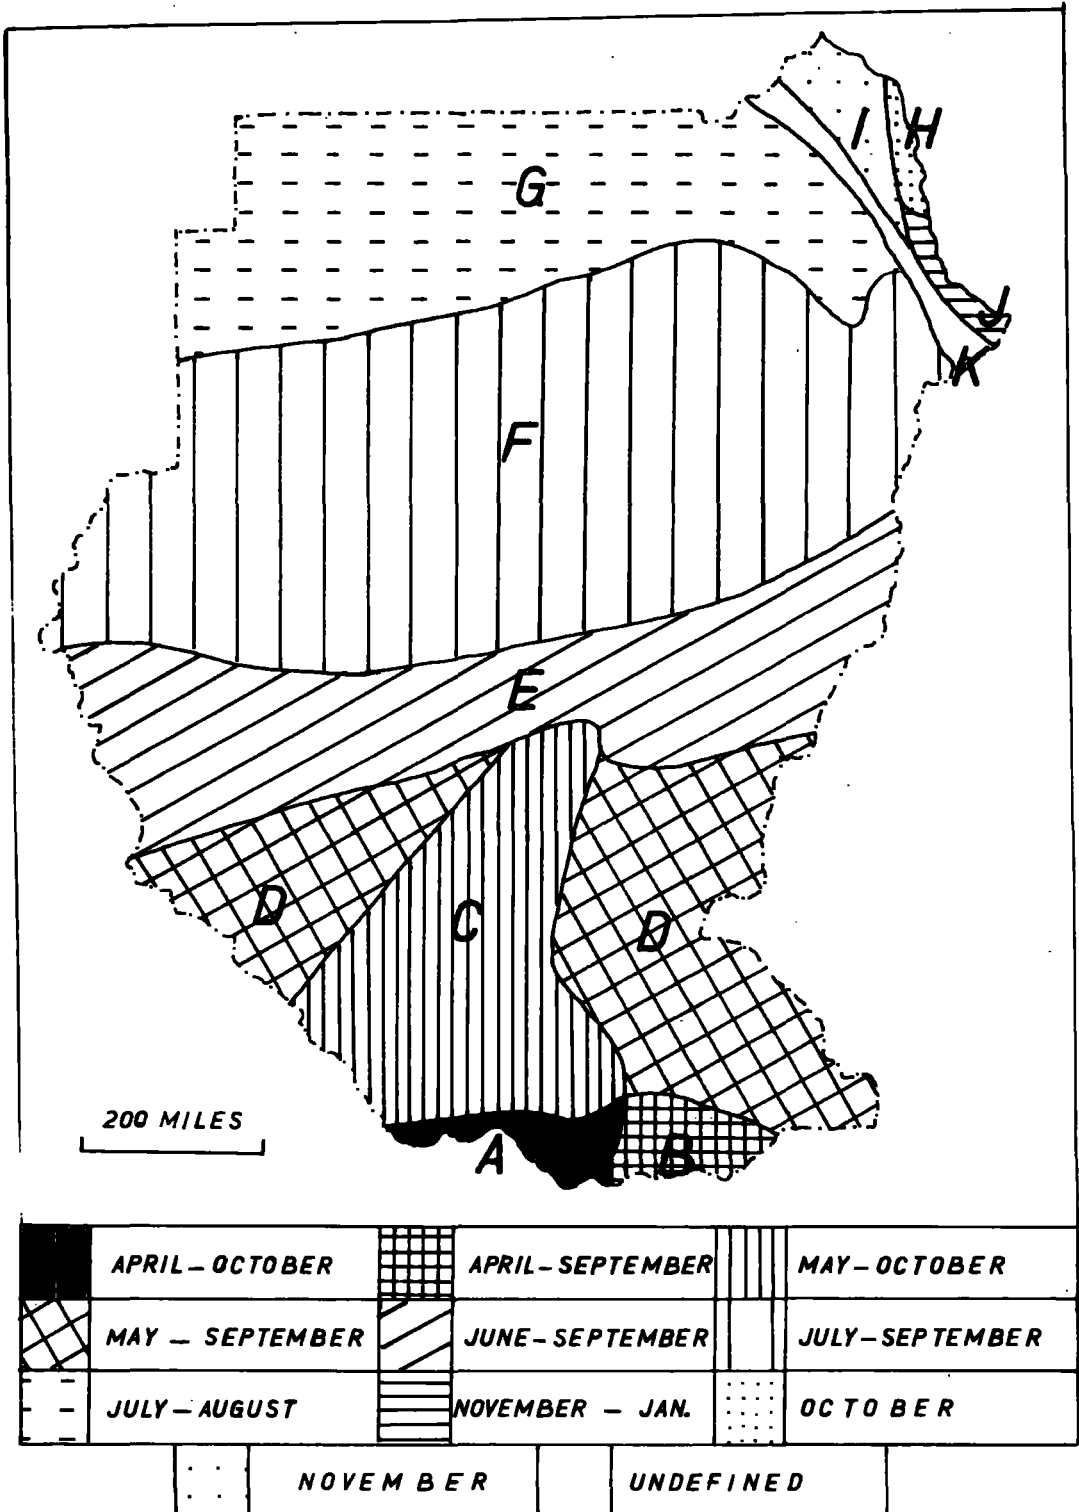 I H
G
J
K
F
E
D C D
200 MILES
A B
APRIL-OCTOBER APRIL-SEPTEMBER MAY-OCTOBER
MAY - SEPTEMBER JUNE-SEPTEMBER JULY-SEPTEMBER
JULY-AUGUST NOVEMBER - JAN. OCTOBER
NOVEMBER UNDEFINED